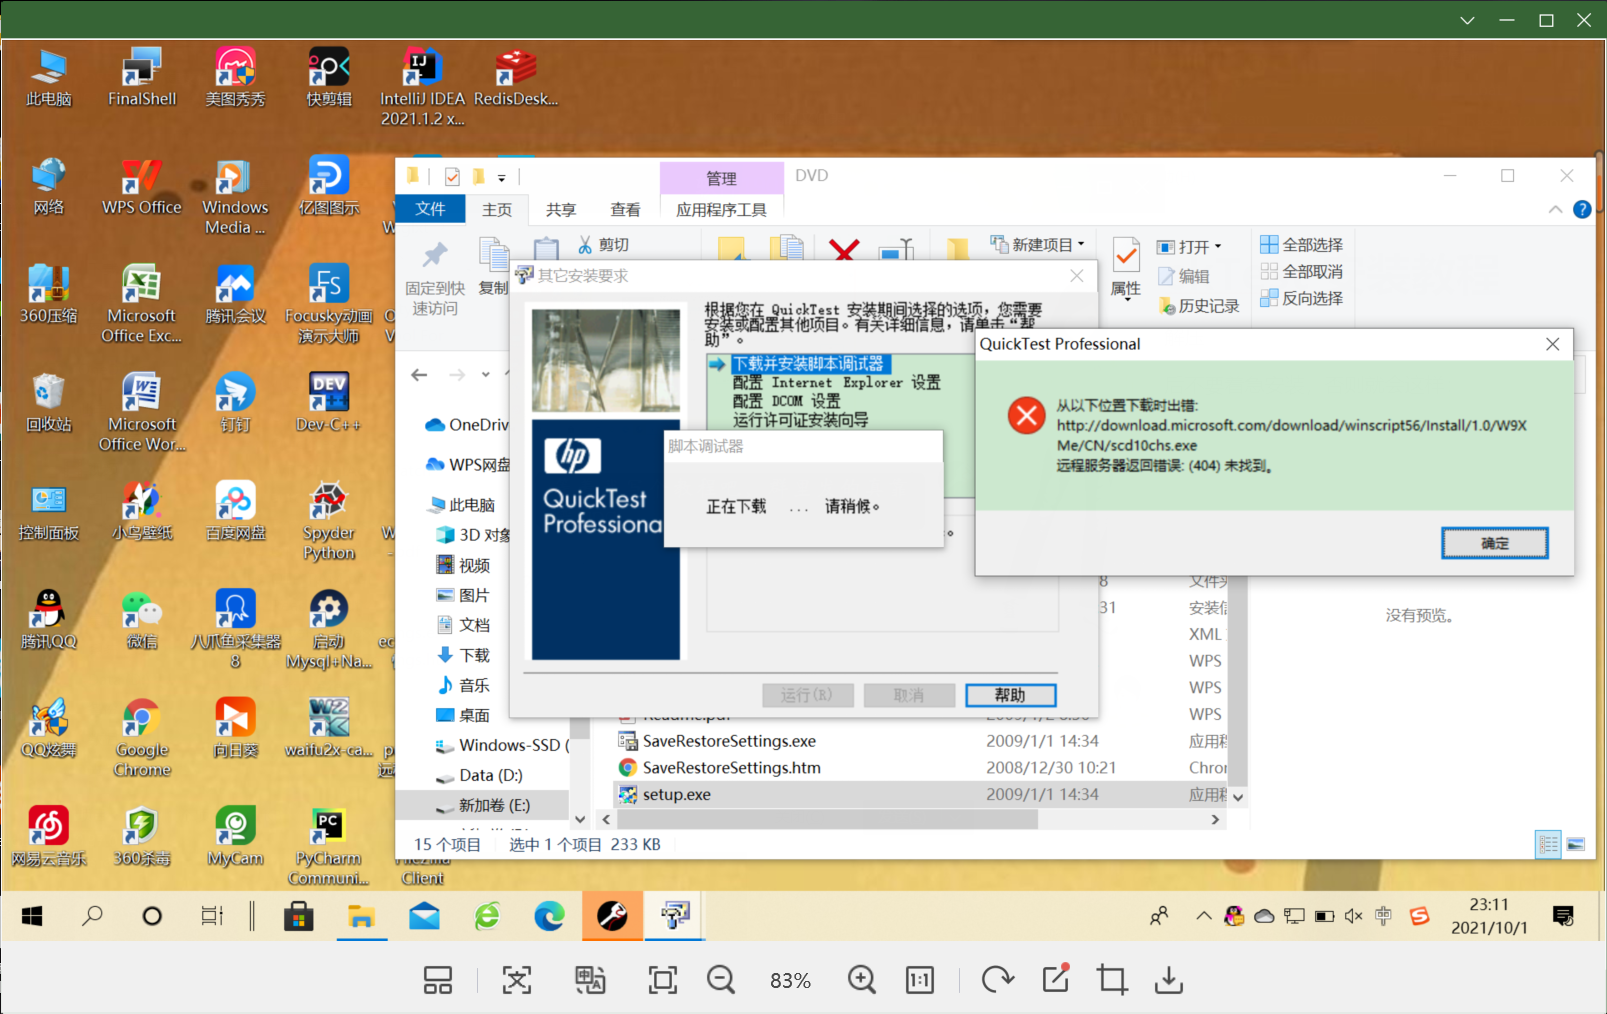 此电脑
FinalShell
美图秀秀
快剪辑
IntelliJ IDEA
2021.1.2 x...
RedisDesk...
网络
WPS Office
Windows
Media ...
亿图图示
360压缩
Microsoft
Office Exc...
腾讯会议
Focusky动画
演示大师
回收站
Microsoft
Office Wor...
钉钉
DEV
Dev-C++
控制面板
小鸟壁纸
百度网盘
Spyder
Python
腾讯QQ
微信
八爪鱼采集器
8
启动
Mysql+Na...
QQ炫舞
Google
Chrome
向日葵
waifu2x-ca...
网易云音乐
360杀毒
MyCam
PyCharm
Communi...
Client
管理
DVD
文件
主页
共享
查看
应用程序工具
固定到快
速访问
复制
剪切
新建项目
属性
打开
编辑
历史记录
全部选择
全部取消
反向选择
OneDriv
WPS网盘
此电脑
3D 对象
视频
图片
文档
下载
音乐
桌面
Windows-SSD (
Data (D:)
新加卷 (E:)
其它安装要求
根据您在 QuickTest 安装期间选择的选项，您需要
安装或配置其他项目。有关详细信息，请单击“帮
助”。
下载并安装脚本调试器
配置 Internet Explorer 设置
配置 DCOM 设置
运行许可证安装向导
hp
QuickTest
Professiona
脚本调试器
正在下载 ... 请稍候。
运行(R)
取消
帮助
QuickTest Professional
从以下位置下载时出错:
http://download.microsoft.com/download/winscript56/Install/1.0/W9X
Me/CN/scd10chs.exe
远程服务器返回错误: (404) 未找到。
确定
8 文件夹
31 安装信
XML
WPS
WPS
WPS
Readme.pdf
SaveRestoreSettings.exe 2009/1/1 14:34 应用程
SaveRestoreSettings.htm 2008/12/30 10:21 Chror
setup.exe 2009/1/1 14:34 应用程
没有预览。
15 个项目 选中 1 个项目 233 KB
中
23:11
2021/10/1
83%
1:1